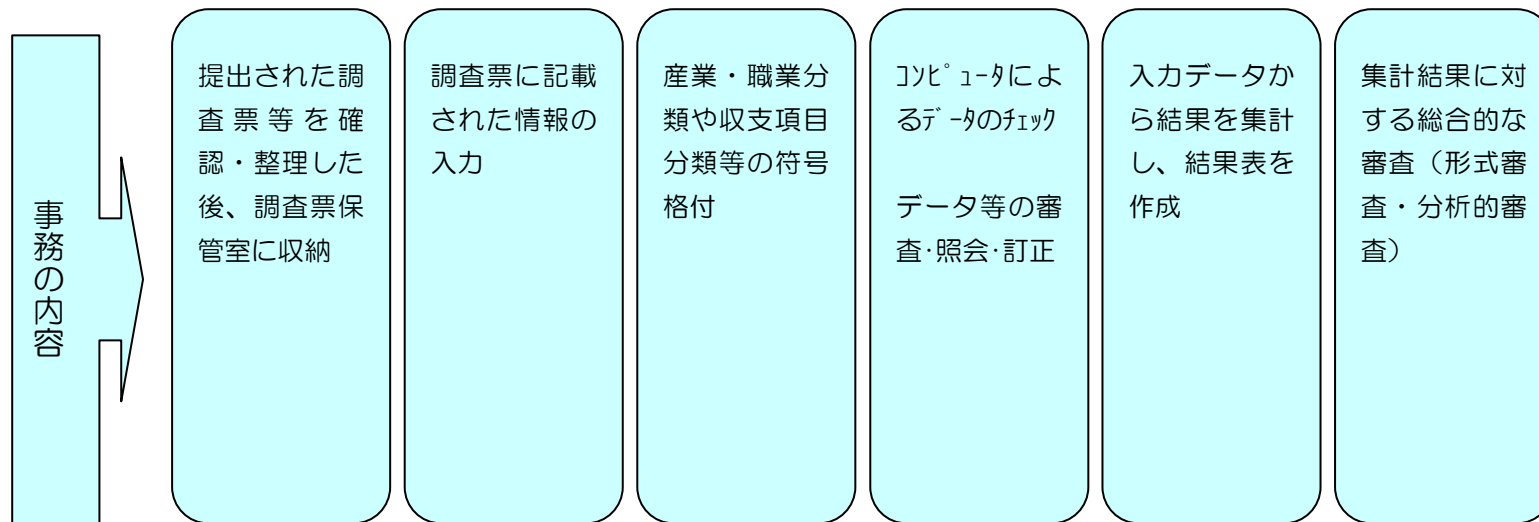 事務の内容
提出された調
査票等を確
認・整理した
後、調査票保
管室に収納
調査票に記載
された情報の
入力
産業・職業分
類や収支項目
分類等の符号
格付
ｺﾝﾋﾟｭｰﾀによ
るﾃﾞｰﾀのﾁｪｯｸ
データ等の審
査･照会･訂正
入力データか
ら結果を集計
し、結果表を
作成
集計結果に対
する総合的な
審査（形式審
査・分析的審
査）